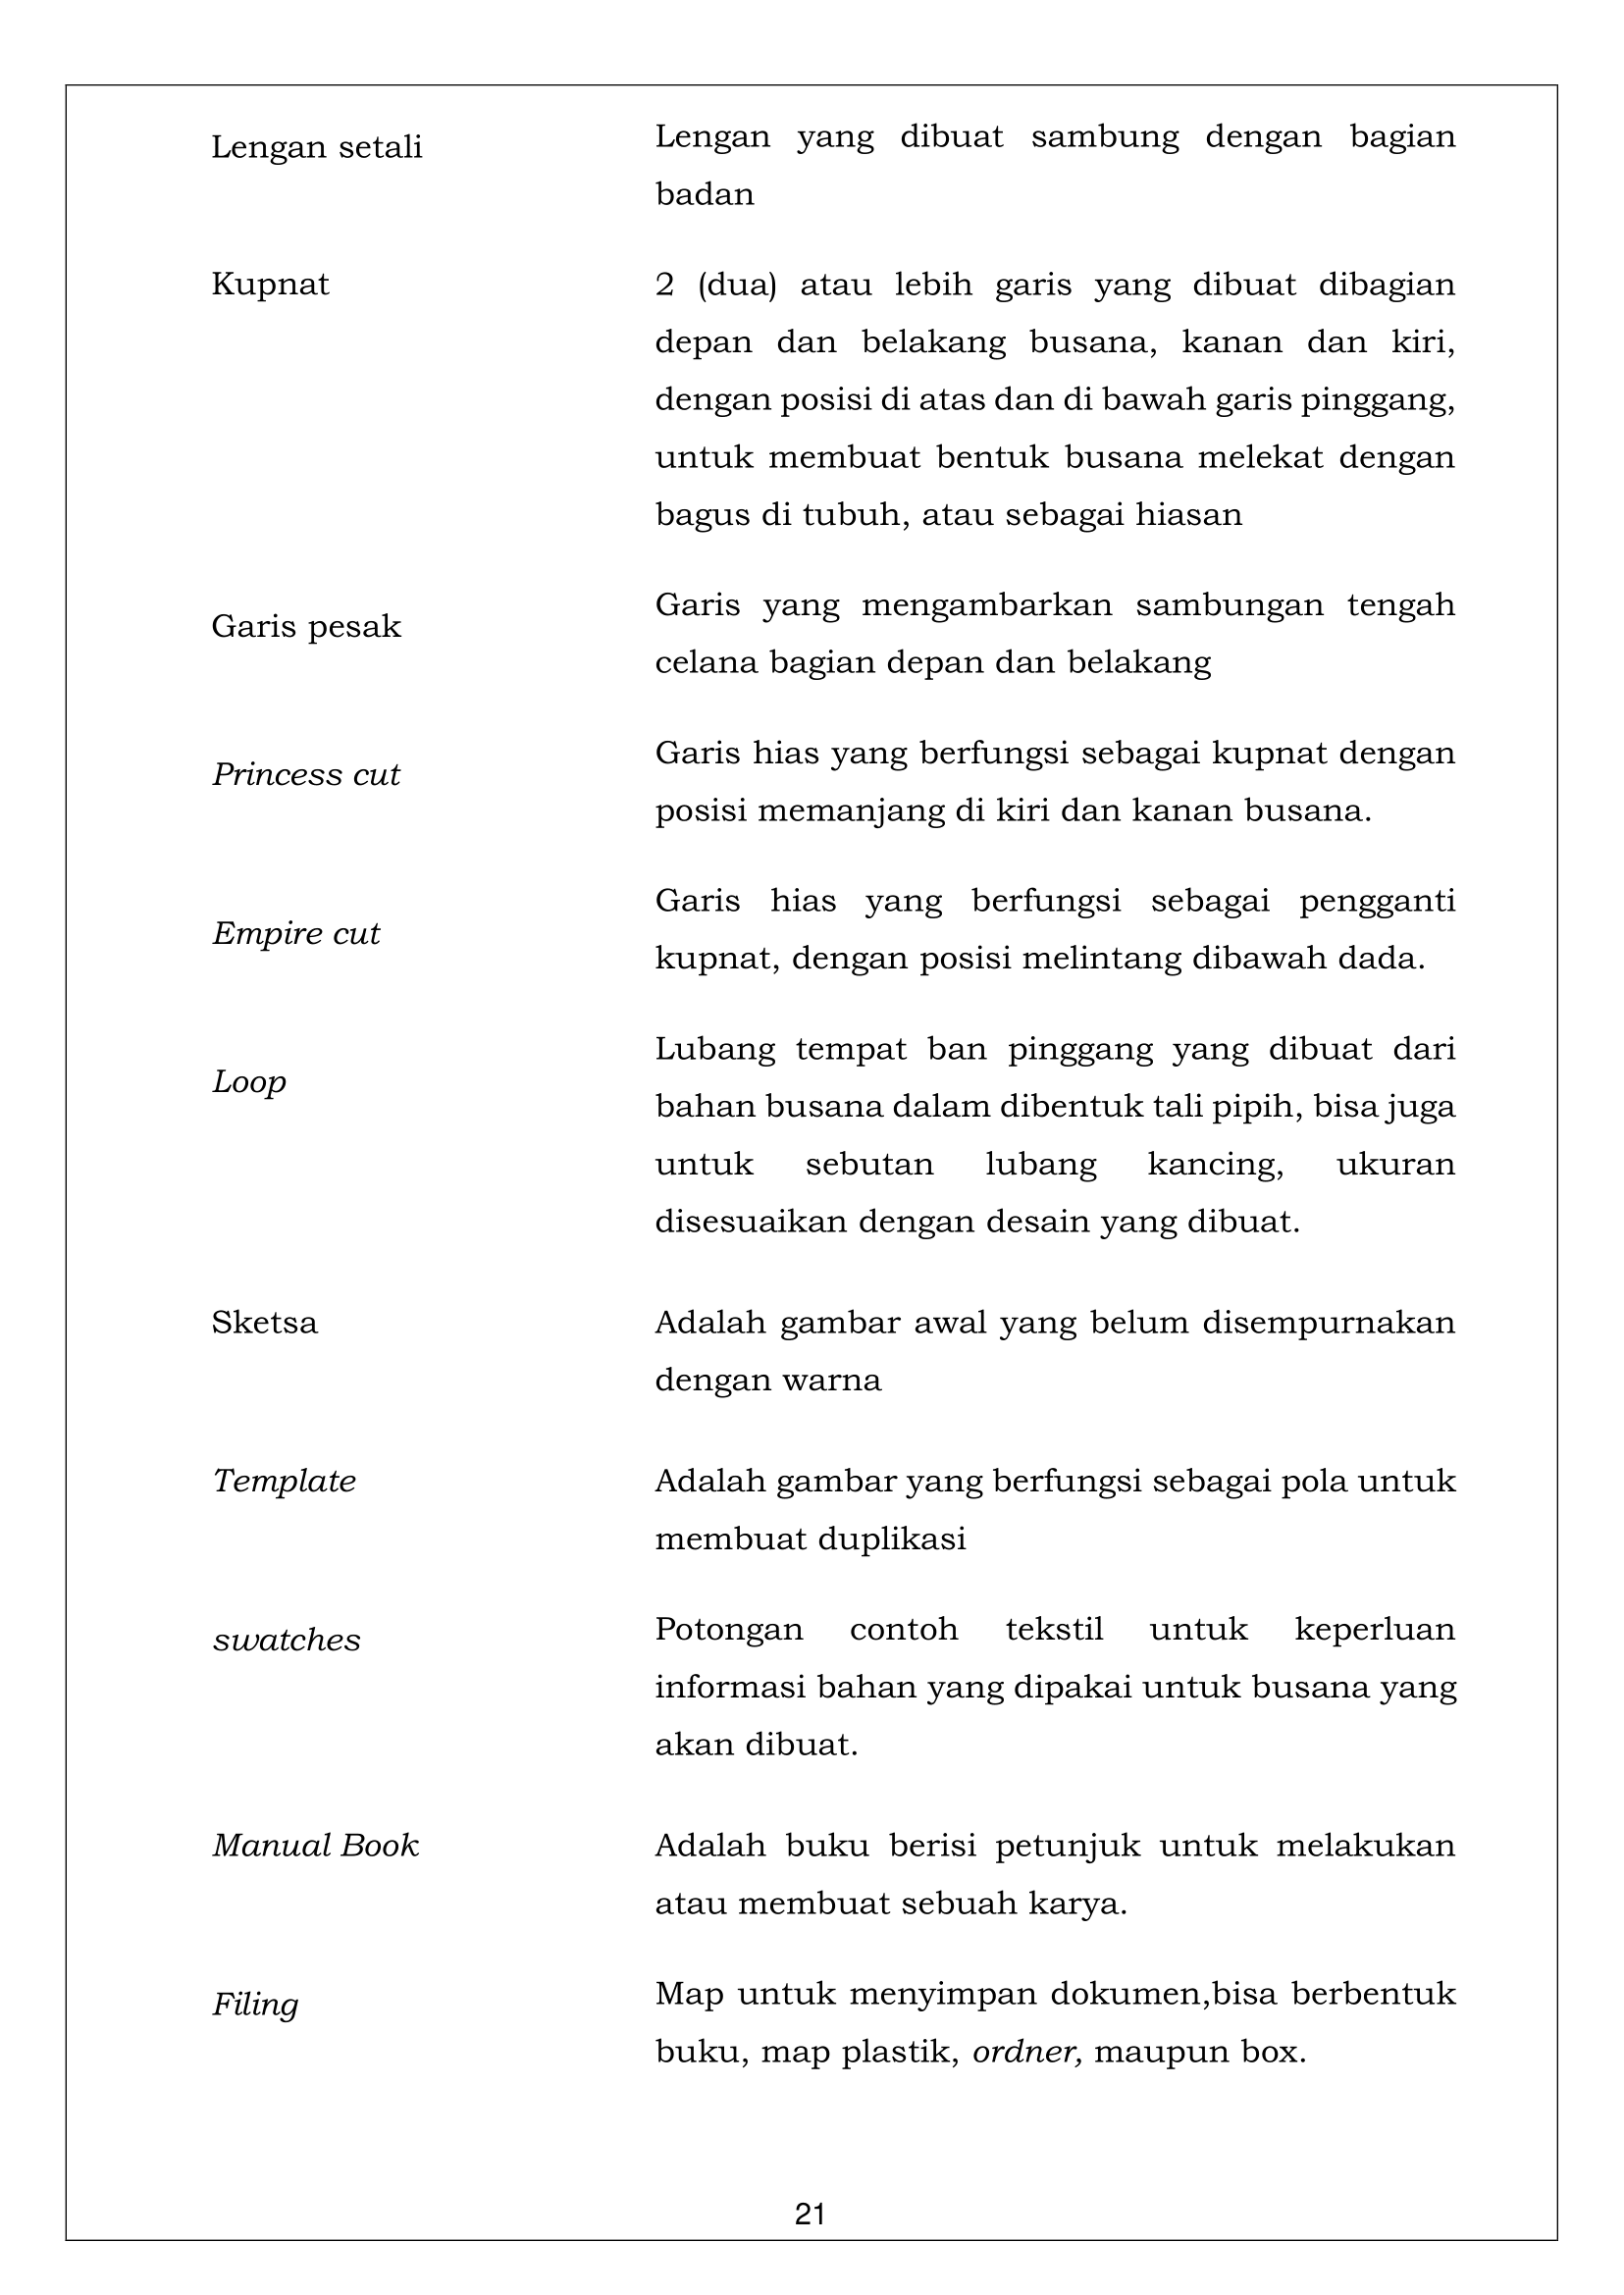 Lengan setali
Lengan yang dibuat sambung dengan bagian
badan
Kupnat
2 (dua) atau lebih garis yang dibuat dibagian
depan dan belakang busana, kanan dan kiri,
dengan posisi di atas dan di bawah garis pinggang,
untuk membuat bentuk busana melekat dengan
bagus di tubuh, atau sebagai hiasan
Garis pesak
Garis yang mengambarkan sambungan tengah
celana bagian depan dan belakang
Princess cut
Garis hias yang berfungsi sebagai kupnat dengan
posisi memanjang di kiri dan kanan busana.
Empire cut
Garis hias yang berfungsi sebagai pengganti
kupnat, dengan posisi melintang dibawah dada.
Loop
Lubang tempat ban pinggang yang dibuat dari
bahan busana dalam dibentuk tali pipih, bisa juga
untuk sebutan lubang kancing, ukuran
disesuaikan dengan desain yang dibuat.
Sketsa
Adalah gambar awal yang belum disempurnakan
dengan warna
Template
Adalah gambar yang berfungsi sebagai pola untuk
membuat duplikasi
swatches
Potongan contoh tekstil untuk keperluan
informasi bahan yang dipakai untuk busana yang
akan dibuat.
Manual Book
Adalah buku berisi petunjuk untuk melakukan
atau membuat sebuah karya.
Filing
Map untuk menyimpan dokumen,bisa berbentuk
buku, map plastik, ordner, maupun box.
21